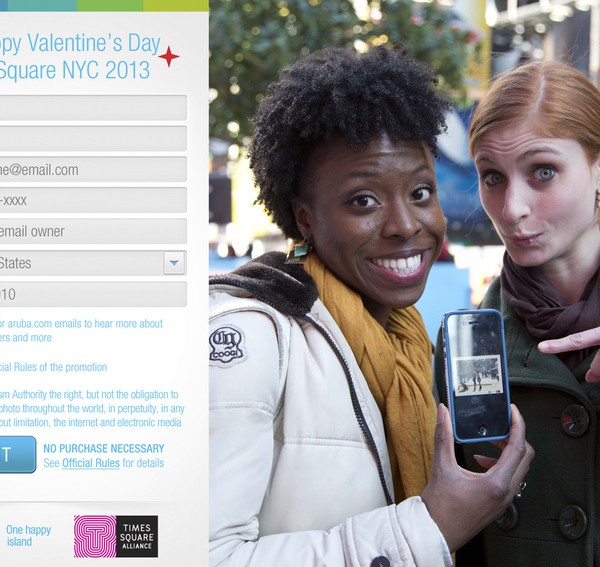 ppy Valentine's Day
Square NYC 2013
ne@email.com
-xxxx
email owner
States
10
or aruba.com emails to hear more about
ers and more
cial Rules of the promotion
sm Authority the right, but not the obligation to
photo throughout the world, in perpetuity, in any
out limitation, the internet and electronic media
T
NO PURCHASE NECESSARY
See Official Rules for details
One happy
island
TIMES
SQUARE
ALLIANCE
COOGI